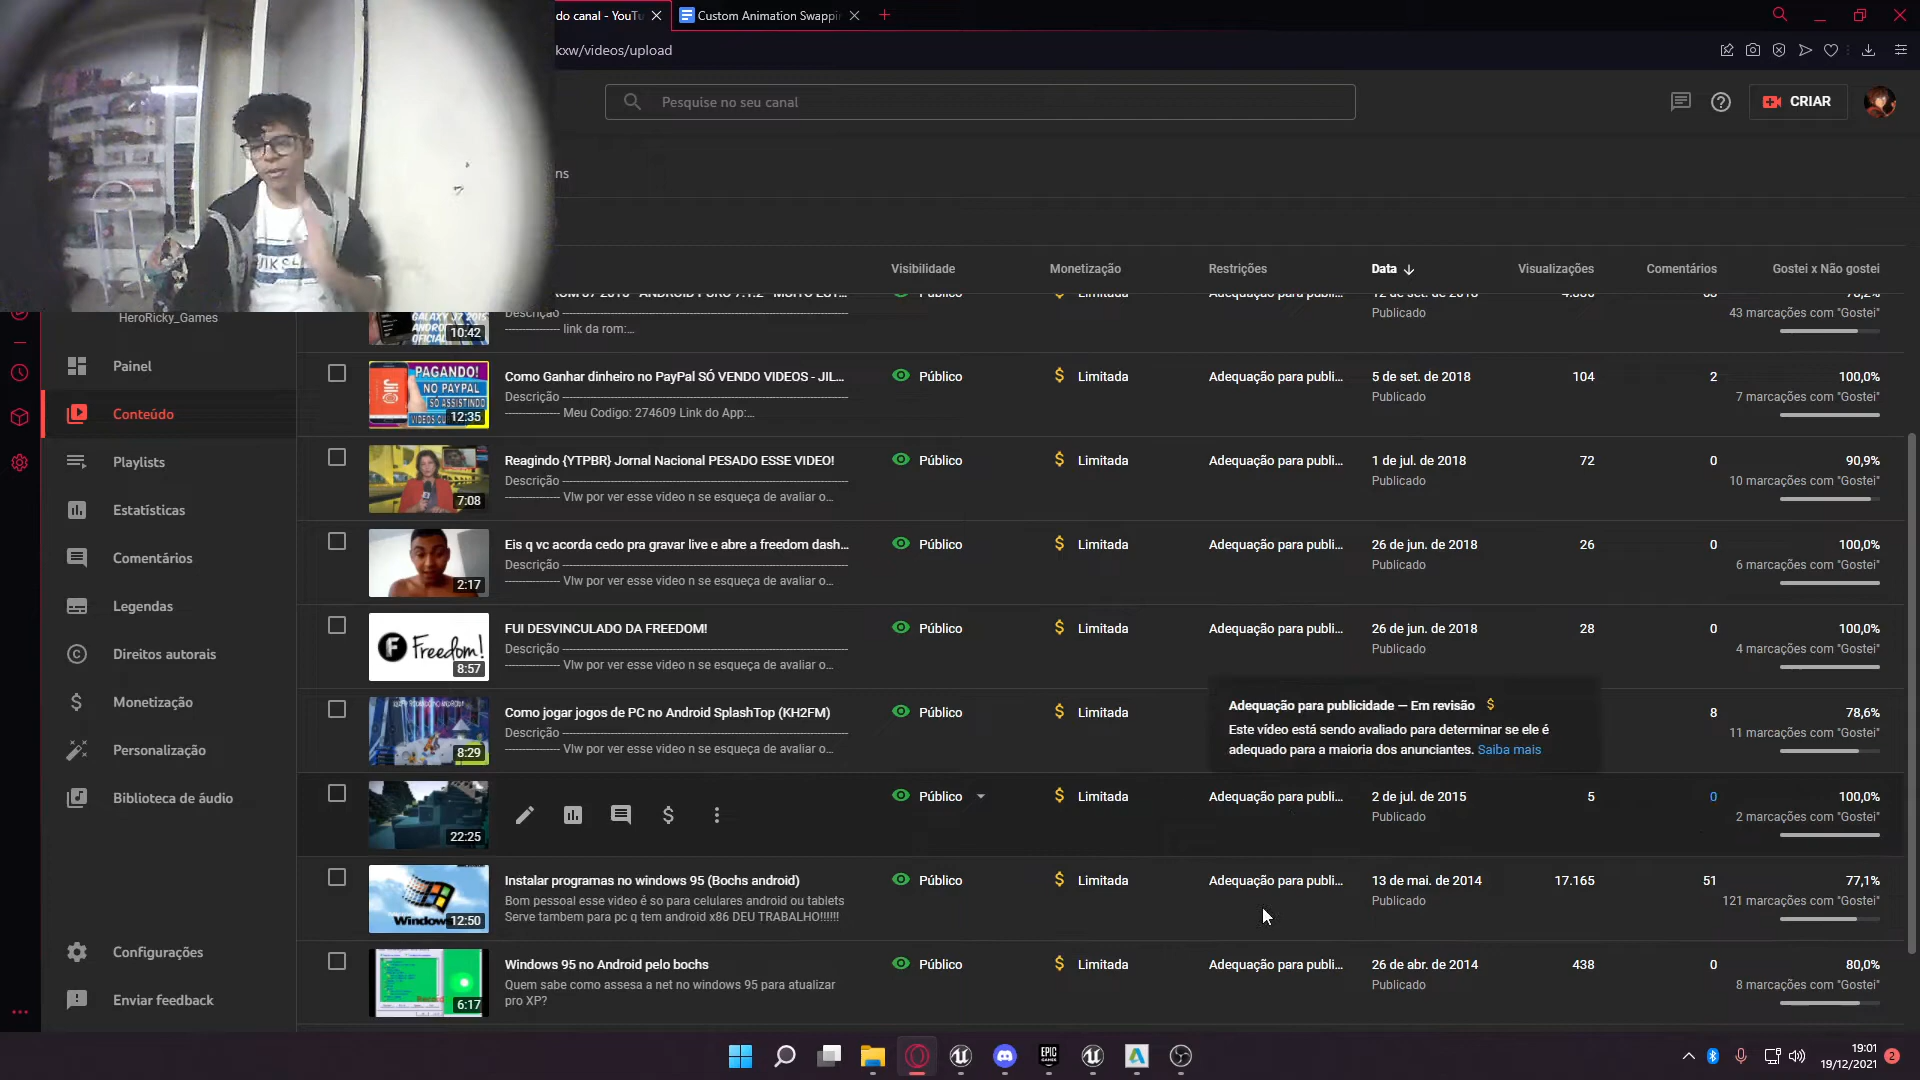 do canal - YouTu
Custom Animation Swappin
kxw/videos/upload
Pesquise no seu canal
CRIAR
ns
Visibilidade
Monetização
Restrições
Data
Visualizações
Comentários
Gostei x Não gostei
HeroRicky_Games
Painel
Conteúdo
Playlists
Estatísticas
Comentários
Legendas
Direitos autorais
Monetização
Personalização
Biblioteca de áudio
Configurações
Enviar feedback
GALAXY J7 2015
10:42
Descrição
link da rom:...
Publicado
43 marcações com "Gostei"
PAGANDO!
NO PAYPAL
SO ASSISTINDO
12:35
Como Ganhar dinheiro no PayPal SÓ VENDO VIDEOS - JIL...
Descrição
Meu Codigo: 274609 Link do App:...
Público
Limitada
Adequação para publi...
5 de set. de 2018
Publicado
104
2
100,0%
7 marcações com "Gostei"
7:08
Reagindo {YTPBR} Jornal Nacional PESADO ESSE VIDEO!
Descrição
Vlw por ver esse video n se esqueça de avaliar o...
Público
Limitada
Adequação para publi...
1 de jul. de 2018
Publicado
72
0
90,9%
10 marcações com "Gostei"
2:17
Eis q vc acorda cedo pra gravar live e abre a freedom dash...
Descrição
Vlw por ver esse video n se esqueça de avaliar o...
Público
Limitada
Adequação para publi...
26 de jun. de 2018
Publicado
26
0
100,0%
6 marcações com "Gostei"
Freedom!
8:57
FUI DESVINCULADO DA FREEDOM!
Descrição
Vlw por ver esse video n se esqueça de avaliar o...
Público
Limitada
Adequação para publi...
26 de jun. de 2018
Publicado
28
0
100,0%
4 marcações com "Gostei"
8:29
Como jogar jogos de PC no Android SplashTop (KH2FM)
Descrição
Vlw por ver esse video n se esqueça de avaliar o...
Público
Limitada
Adequação para publicidade — Em revisão
Este vídeo está sendo avaliado para determinar se ele é
adequado para a maioria dos anunciantes. Saiba mais
8
78,6%
11 marcações com "Gostei"
22:25
Público
Limitada
Adequação para publi...
2 de jul. de 2015
Publicado
5
0
100,0%
2 marcações com "Gostei"
Window
12:50
Instalar programas no windows 95 (Bochs android)
Bom pessoal esse video é so para celulares android ou tablets
Serve tambem para pc q tem android x86 DEU TRABALHO!!!!!!
Público
Limitada
Adequação para publi...
13 de mai. de 2014
Publicado
17.165
51
77,1%
121 marcações com "Gostei"
6:17
Windows 95 no Android pelo bochs
Quem sabe como assesa a net no windows 95 para atualizar
pro XP?
Público
Limitada
Adequação para publi...
26 de abr. de 2014
Publicado
438
0
80,0%
8 marcações com "Gostei"
EPIC
GAMES
19:01
19/12/2021
2